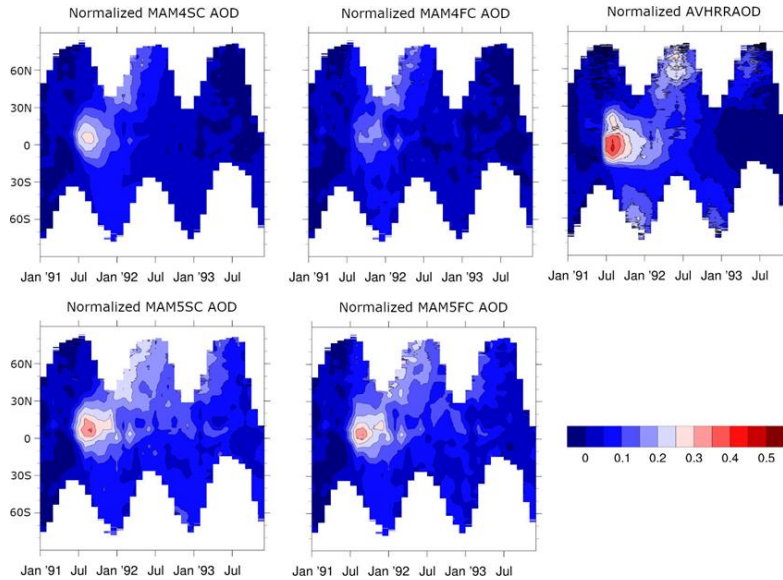 Normalized MAM4SC AOD
Normalized MAM4FC AOD
Normalized AVHRRAOD
60N
30N
0
30S
60S
Jan '91 Jul Jan '92 Jul Jan '93 Jul
Jan '91 Jul Jan '92 Jul Jan '93 Jul
Jan '91 Jul Jan '92 Jul Jan '93 Jul
Normalized MAM5SC AOD
Normalized MAM5FC AOD
60N
30N
0
30S
60S
Jan '91 Jul Jan '92 Jul Jan '93 Jul
Jan '91 Jul Jan '92 Jul Jan '93 Jul
0 0.1 0.2 0.3 0.4 0.5